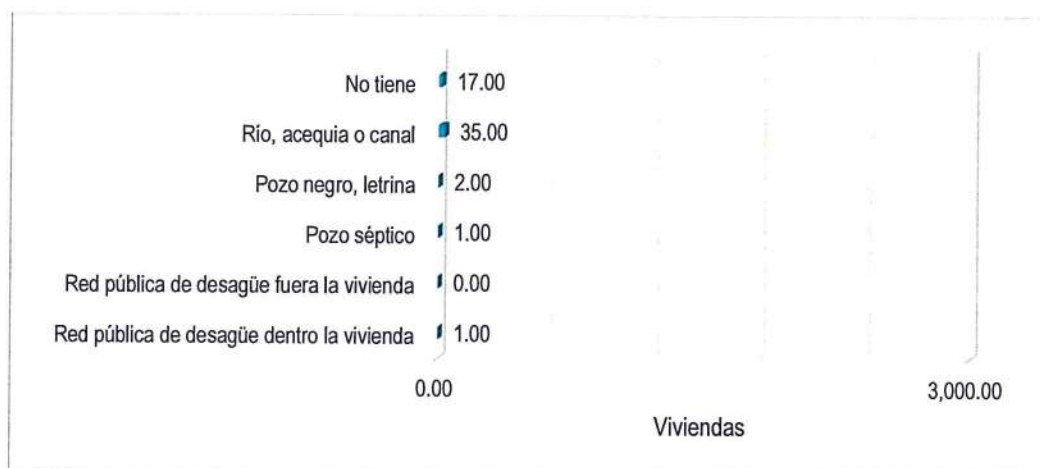 No tiene 17.00
Río, acequia o canal 35.00
Pozo negro, letrina 2.00
Pozo séptico 1.00
Red pública de desagüe fuera la vivienda 0.00
Red pública de desagüe dentro la vivienda 1.00
0.00 3,000.00
Viviendas